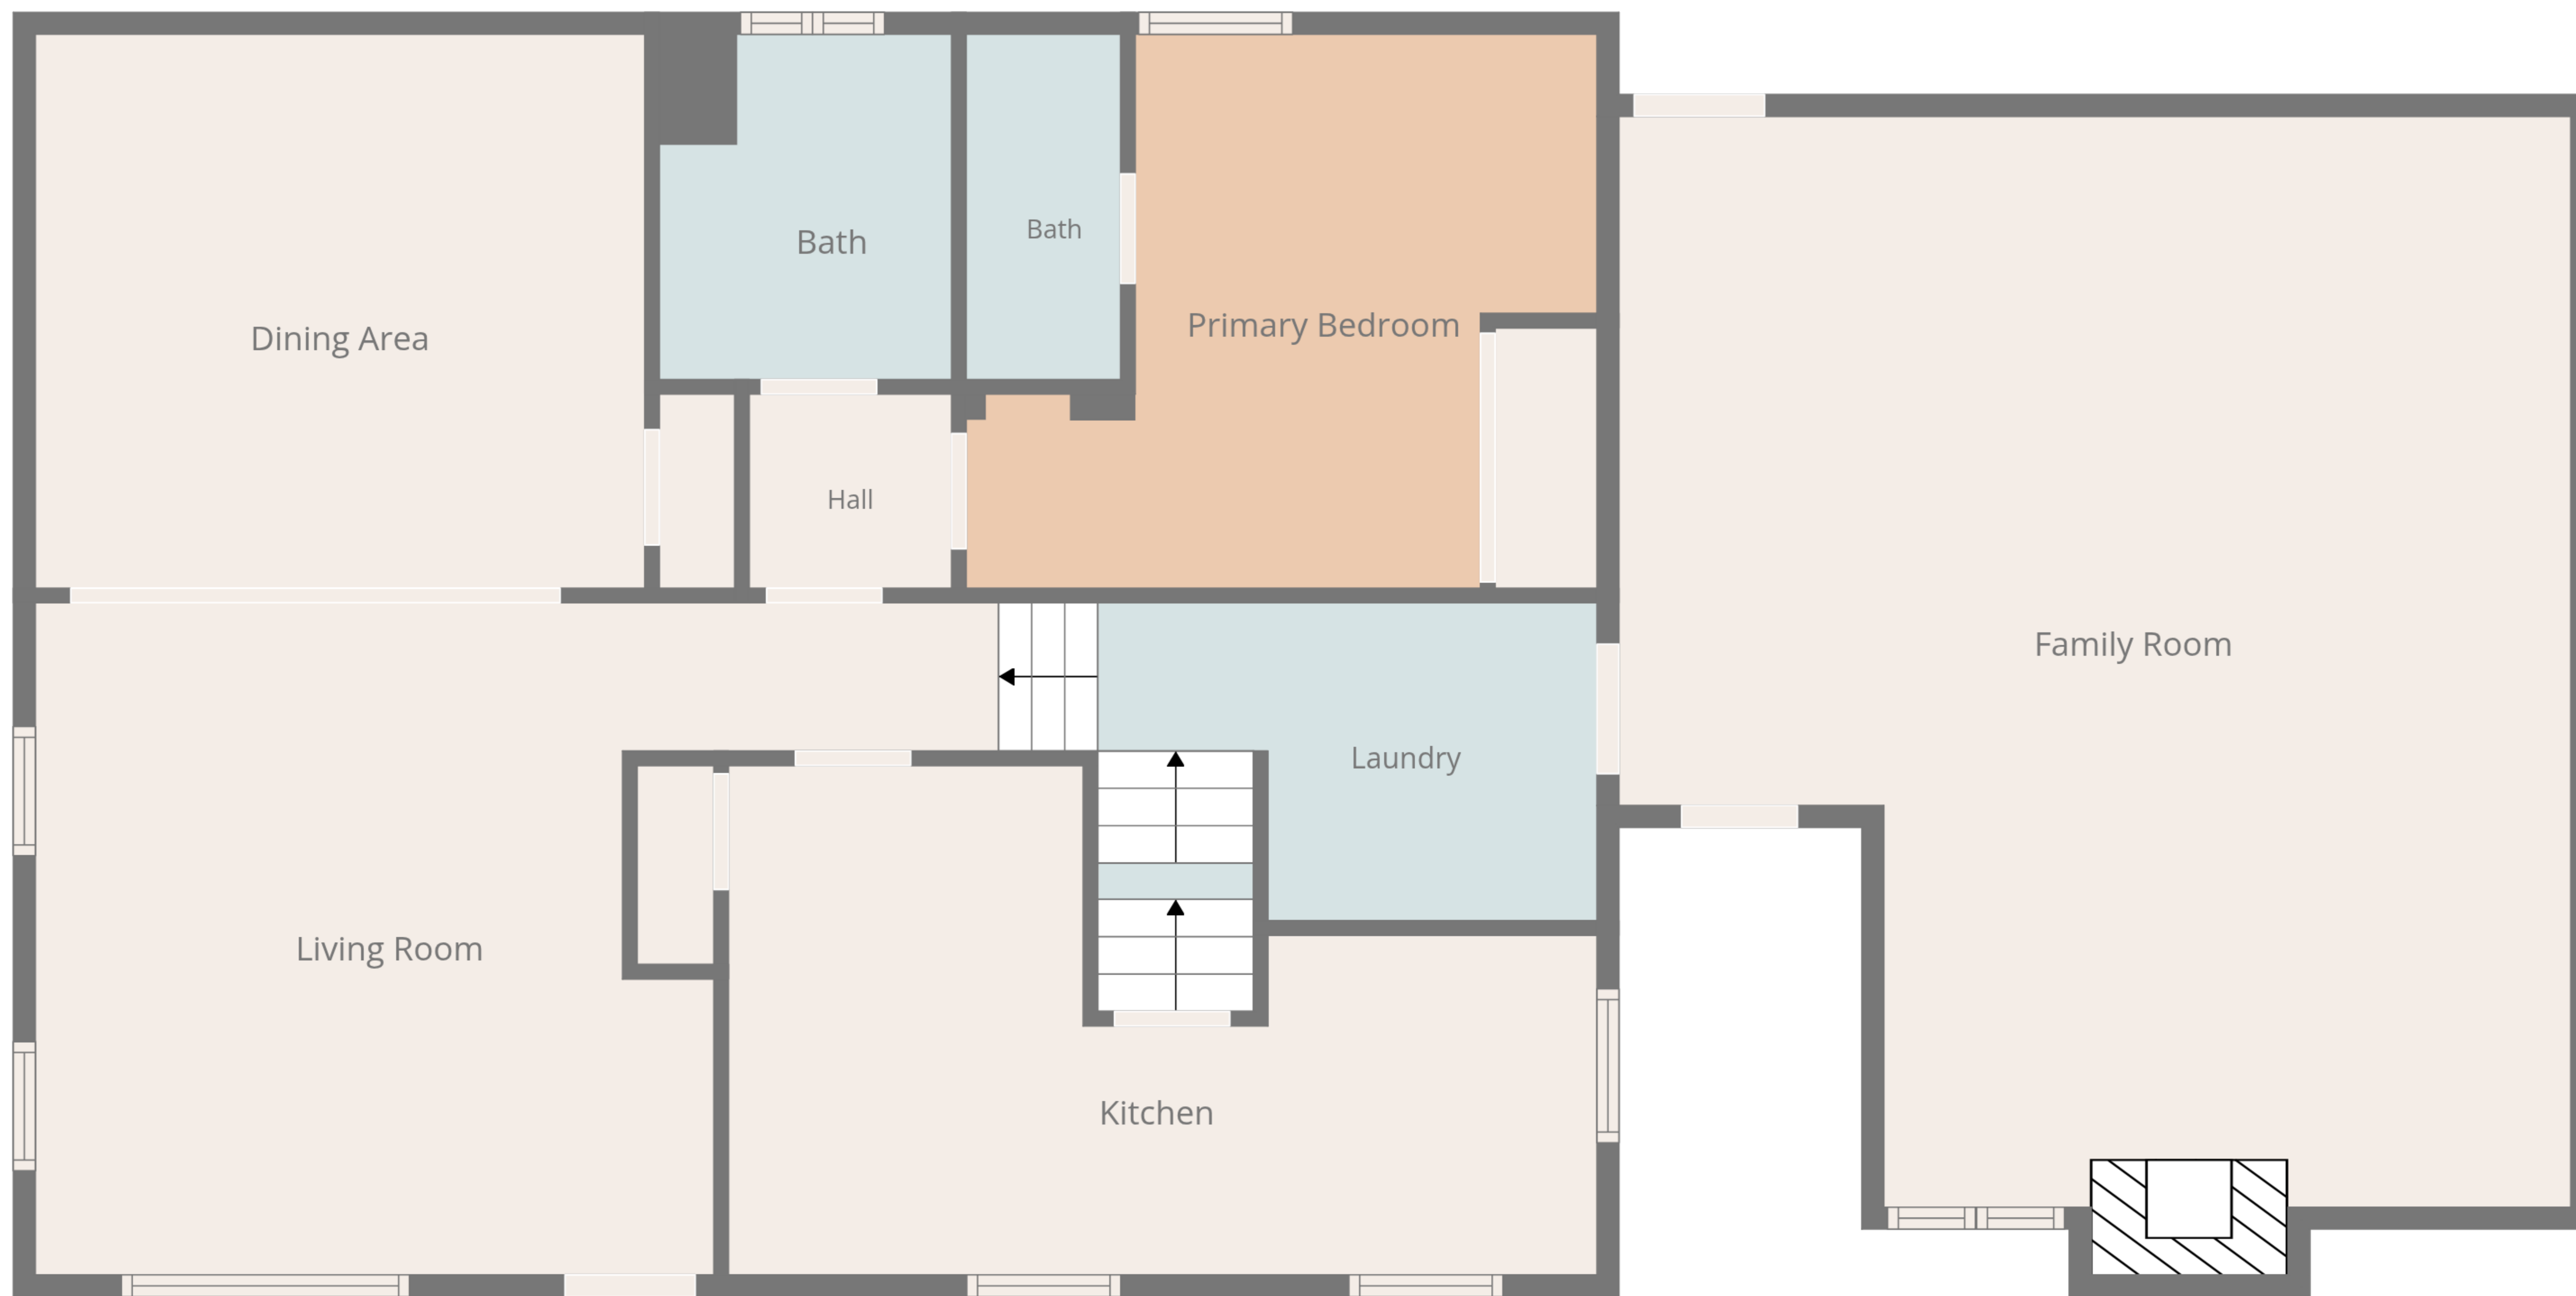 Bath
Bath
Dining Area
Primary Bedroom
Hall
Family Room
Laundry
Living Room
Kitchen